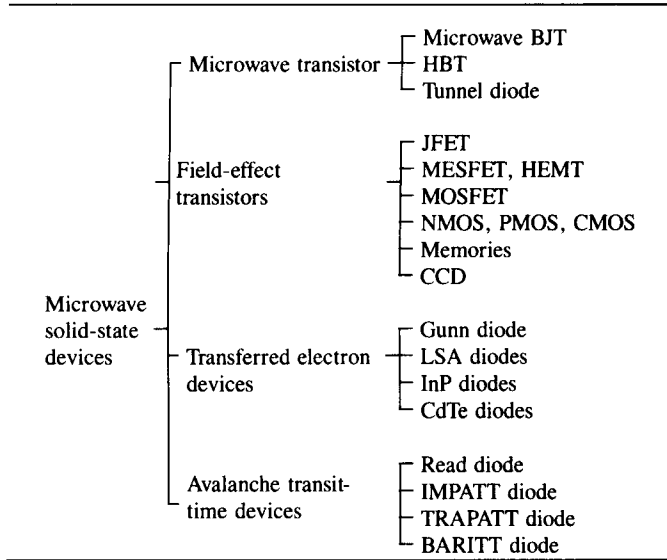 Microwave solid-state devices
Microwave transistor
Microwave BJT
HBT
Tunnel diode
Field-effect
transistors
JFET
MESFET, HEMT
MOSFET
NMOS, PMOS, CMOS
Memories
CCD
Transferred electron
devices
Gunn diode
LSA diodes
InP diodes
CdTe diodes
Avalanche transit-
time devices
Read diode
IMPATT diode
TRAPATT diode
BARITT diode